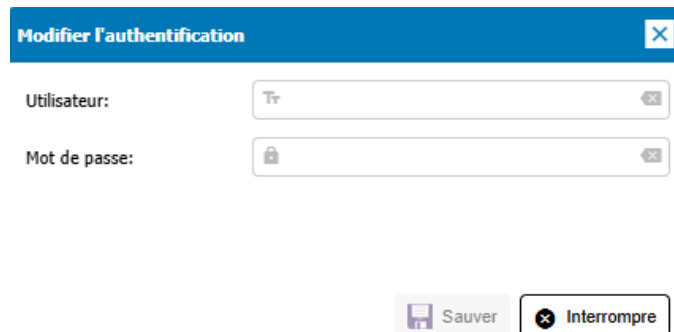 Modifier l'authentification
Utilisateur:
Mot de passe:
Sauver Interrompre